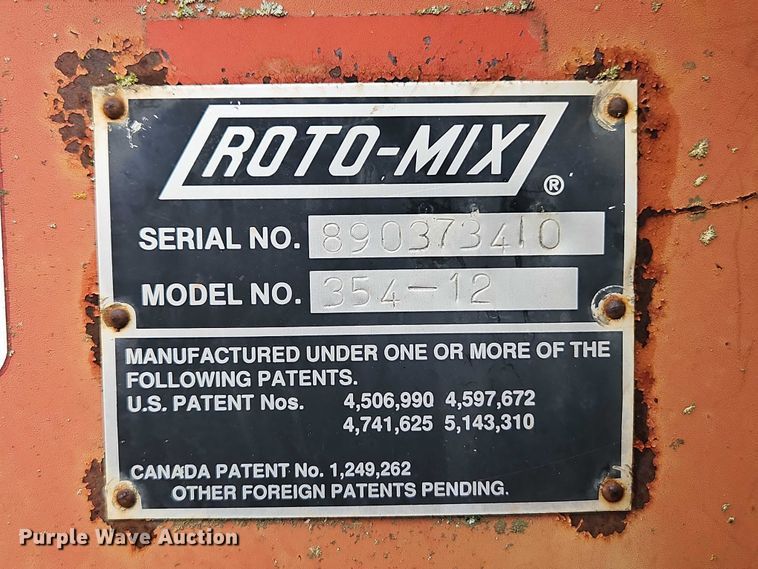 ROTO-MIX ®
SERIAL NO. 890373410
MODEL NO. 354-12
MANUFACTURED UNDER ONE OR MORE OF THE
FOLLOWING PATENTS.
U.S. PATENT Nos. 4,506,990 4,597,672
4,741,625 5,143,310
CANADA PATENT No. 1,249,262
OTHER FOREIGN PATENTS PENDING.
Purple Wave Auction